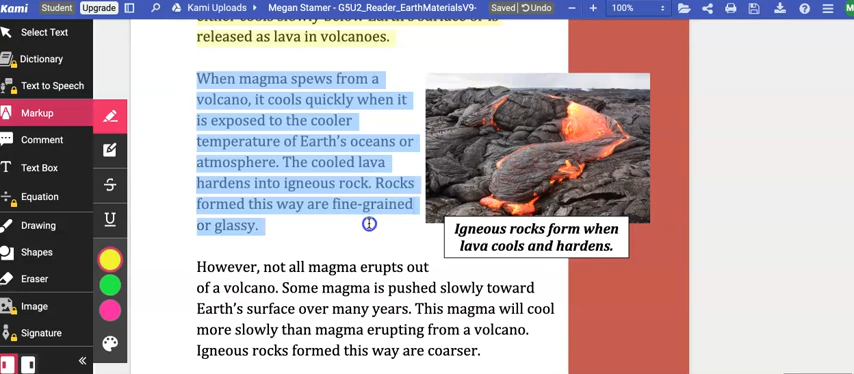 Kami Student Upgrade Kami Uploads > Megan Stamer - G5U2_Reader_EarthMaterialsV9- Saved Undo 100%
released as lava in volcanoes.
When magma spews from a
volcano, it cools quickly when it
is exposed to the cooler
temperature of Earth's oceans or
atmosphere. The cooled lava
hardens into igneous rock. Rocks
formed this way are fine-grained
or glassy.
Igneous rocks form when
lava cools and hardens.
However, not all magma erupts out
of a volcano. Some magma is pushed slowly toward
Earth's surface over many years. This magma will cool
more slowly than magma erupting from a volcano.
Igneous rocks formed this way are coarser.
Select Text
Dictionary
Text to Speech
Markup
Comment
Text Box
Equation
Drawing
Shapes
Eraser
Image
Signature